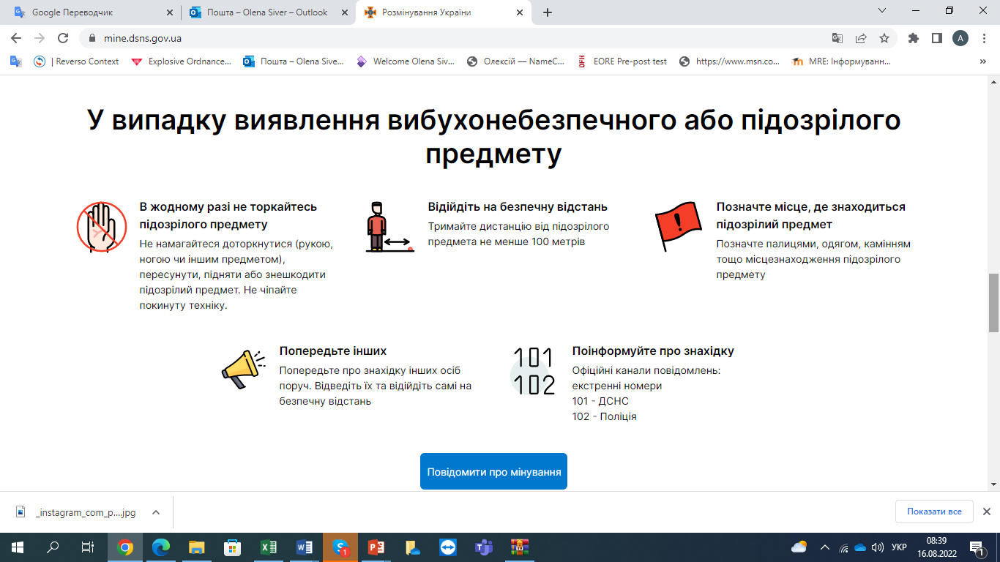 Google Переводчик
Пошта – Olena Siver – Outlook
Розмінування України
mine.dsns.gov.ua
A
| Reverso Context
Explosive Ordnance...
Пошта – Olena Sive...
Welcome Olena Siv...
Олексій — NameC...
EORE Pre-post test
https://www.msn.co...
MRE: Інформуванн...
»
У випадку виявлення вибухонебезпечного або підозрілого
предмету
В жодному разі не торкайтесь
підозрілого предмету
Не намагайтеся доторкнутися (рукою,
ногою чи іншим предметом),
пересунути, підняти або знешкодити
підозрілий предмет. Не чіпайте
покинуту техніку.
Відійдіть на безпечну відстань
Тримайте дистанцію від підозрілого
предмета не менше 100 метрів
Позначте місце, де знаходиться
підозрілий предмет
Позначте палицями, одягом, камінням
тощо місцезнаходження підозрілого
предмету
Попередьте інших
Попередьте про знахідку інших осіб
поруч. Відведіть їх та відійдіть самі на
безпечну відстань
101
102
Поінформуйте про знахідку
Офіційні канали повідомлень:
екстренні номери
101 - ДСНС
102 - Поліція
Повідомити про мінування
_instagram_com_p....jpg
Показати все
УКР
08:39
16.08.2022
1